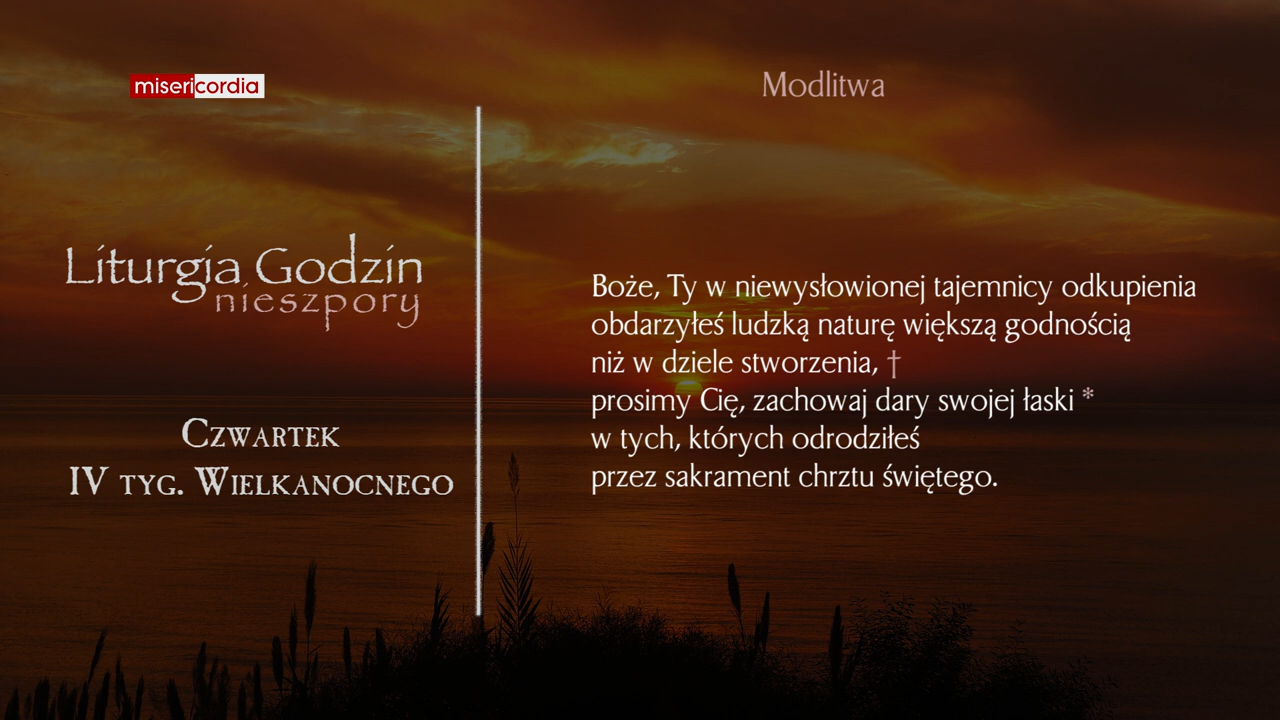 misericordia
Modlitwa
Liturgia Godzin
nieszpory
Czwartek
IV tyg. Wielkanocnego
Boże, Ty w niewysłowionej tajemnicy odkupienia
obdarzyłeś ludzką naturę większą godnością
niż w dziele stworzenia, †
prosimy Cię, zachowaj dary swojej łaski *
w tych, których odrodziłeś
przez sakrament chrztu świętego.